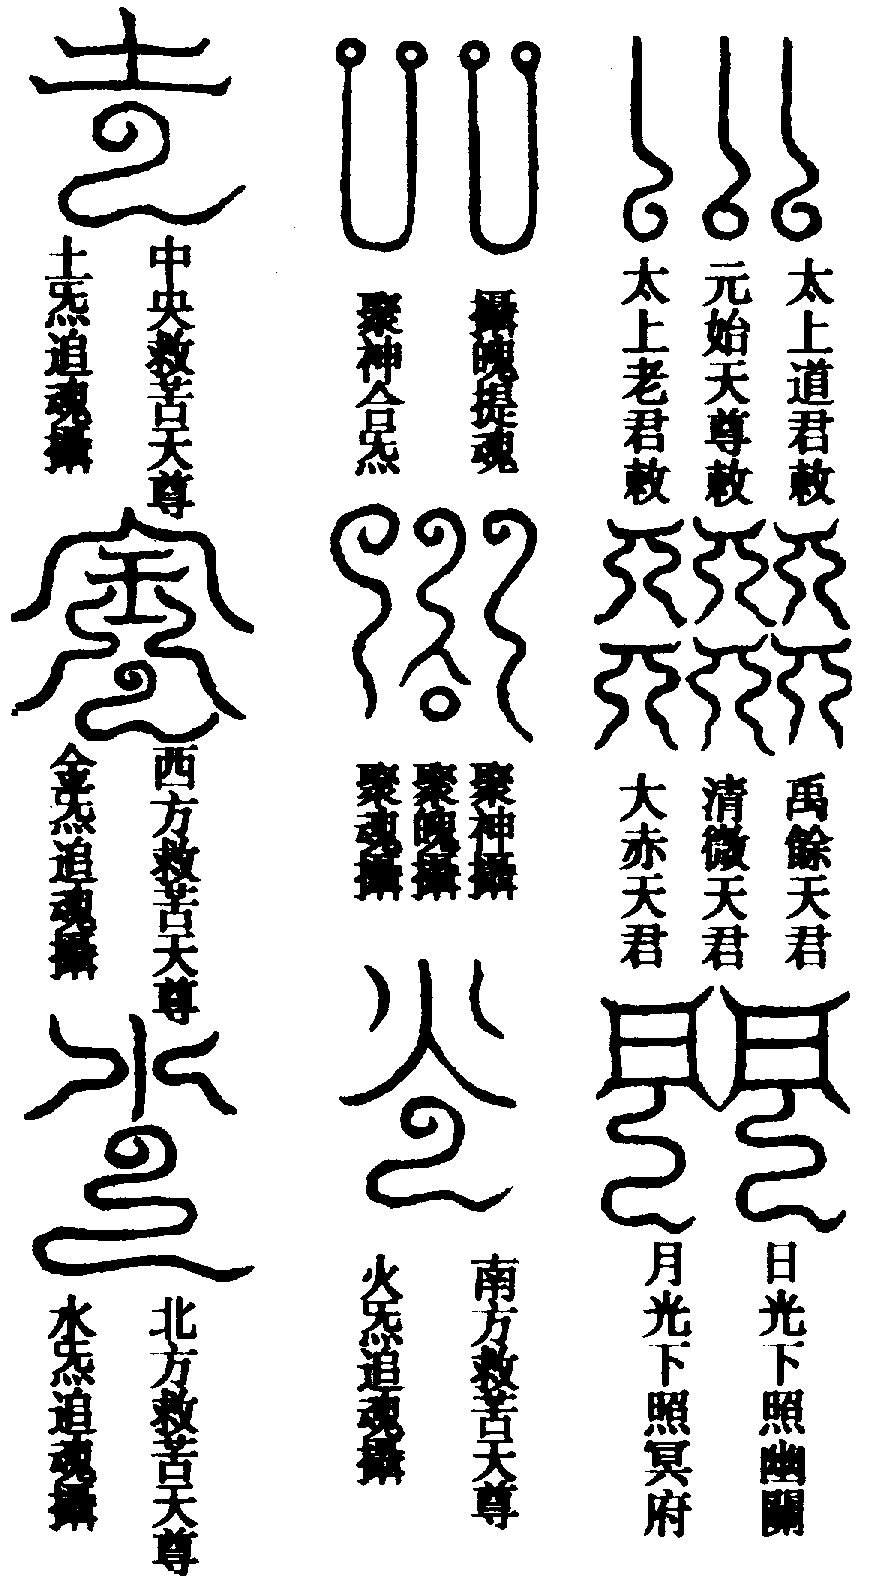 太上道君敕
元始天尊敕
太上老君敕
禹餘天君
清微天君
大赤天君
日光下照幽關
月光下照冥府
攝魄提魂
聚神合炁
聚神攝
聚魄攝
聚魂攝
南方救苦天尊
火炁追魂攝
中央救苦天尊
土炁追魂攝
西方救苦天尊
金炁追魂攝
北方救苦天尊
水炁追魂攝